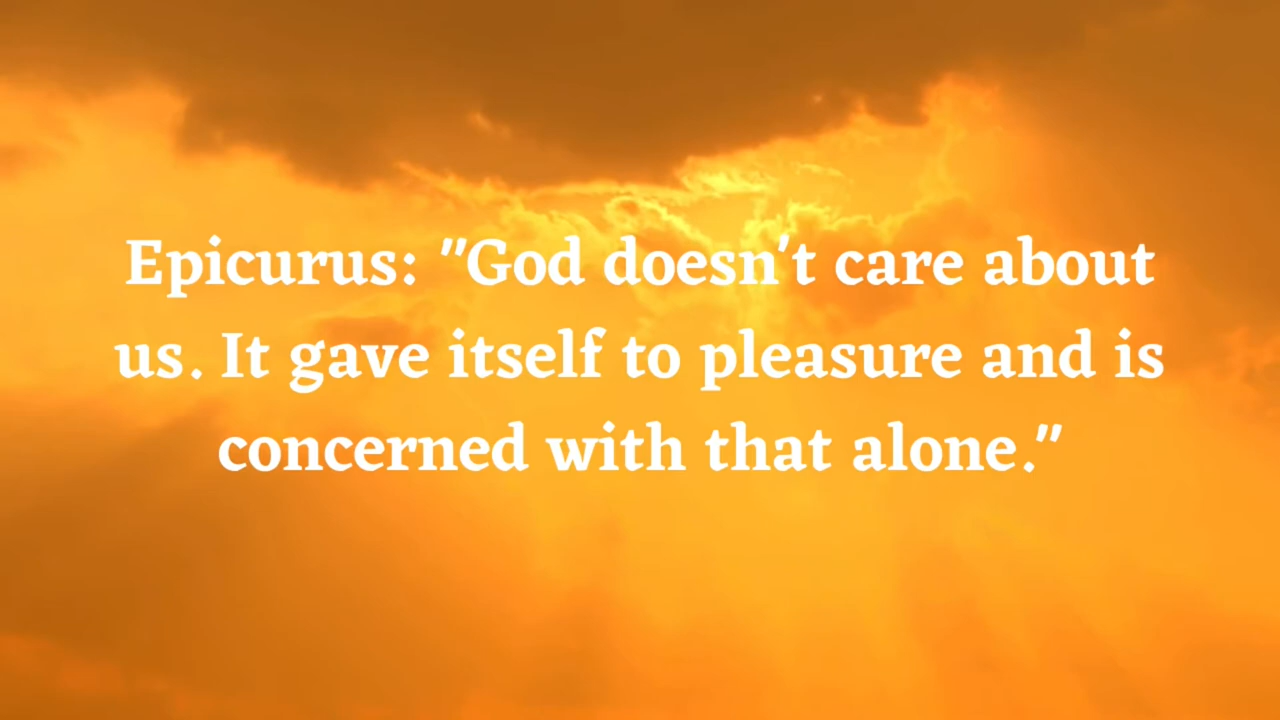 Epicurus: "God doesn't care about
us. It gave itself to pleasure and is
concerned with that alone."